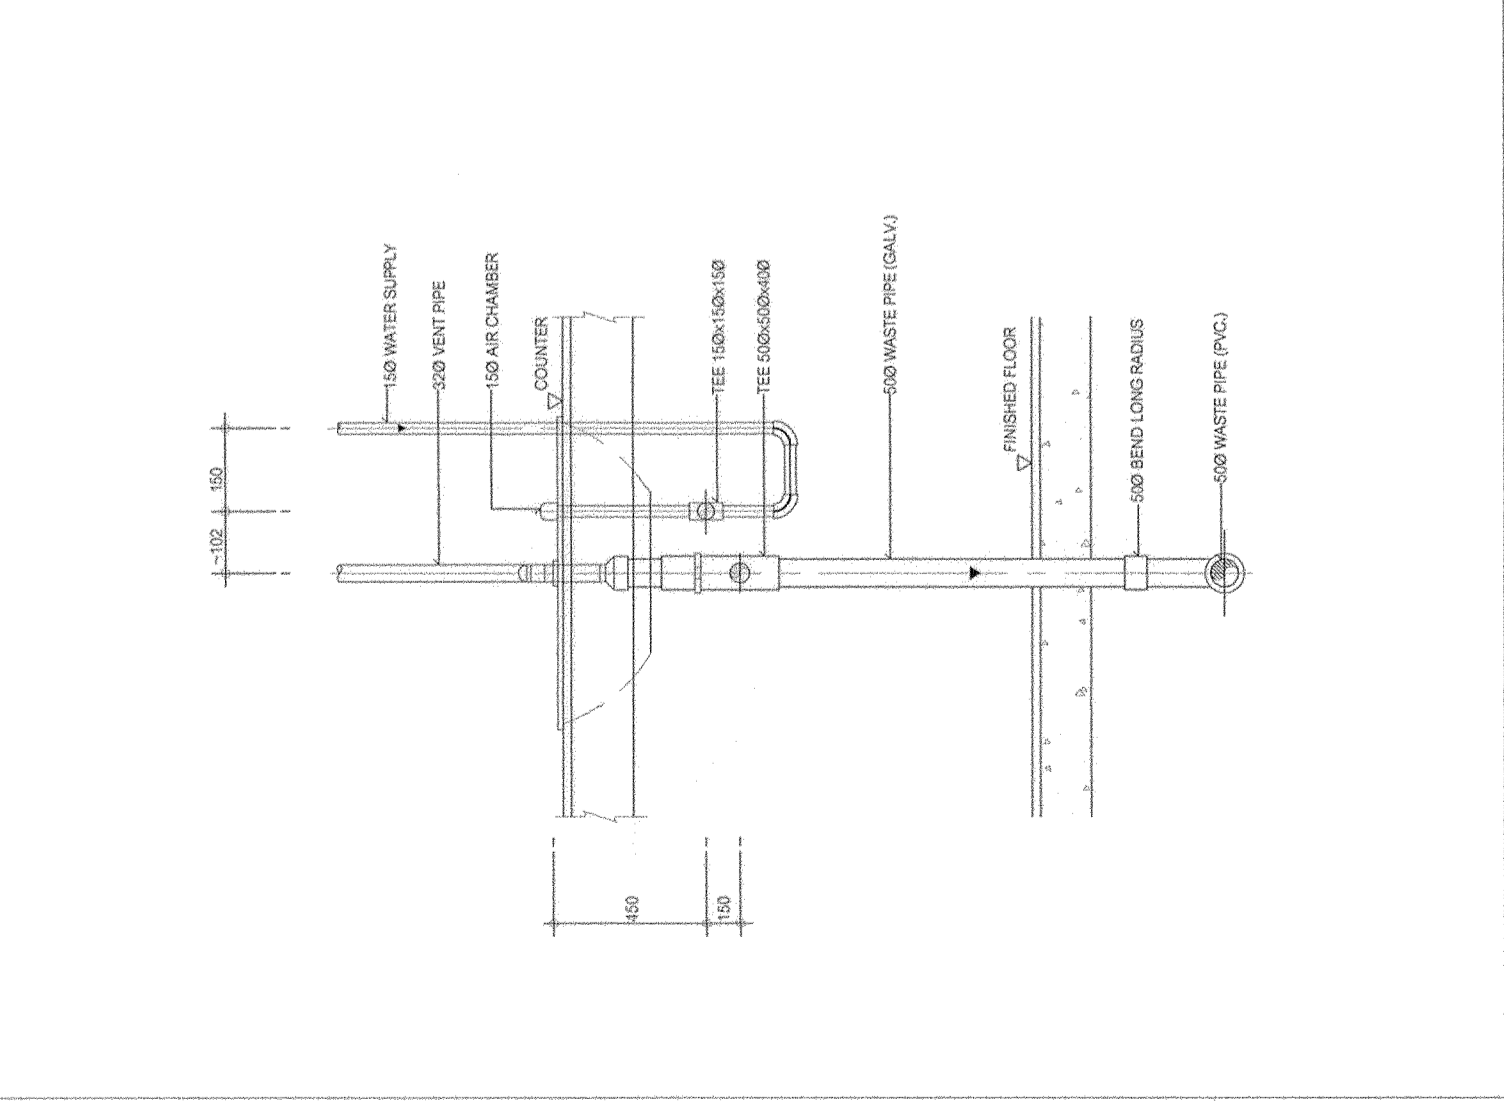 150
~102
15Ø WATER SUPPLY
32Ø VENT PIPE
15Ø AIR CHAMBER
COUNTER
TEE 15Øx15Øx15Ø
TEE 50Øx50Øx40Ø
50Ø WASTE PIPE (GALV.)
FINISHED FLOOR
50Ø BEND LONG RADIUS
50Ø WASTE PIPE (PVC.)
450
150